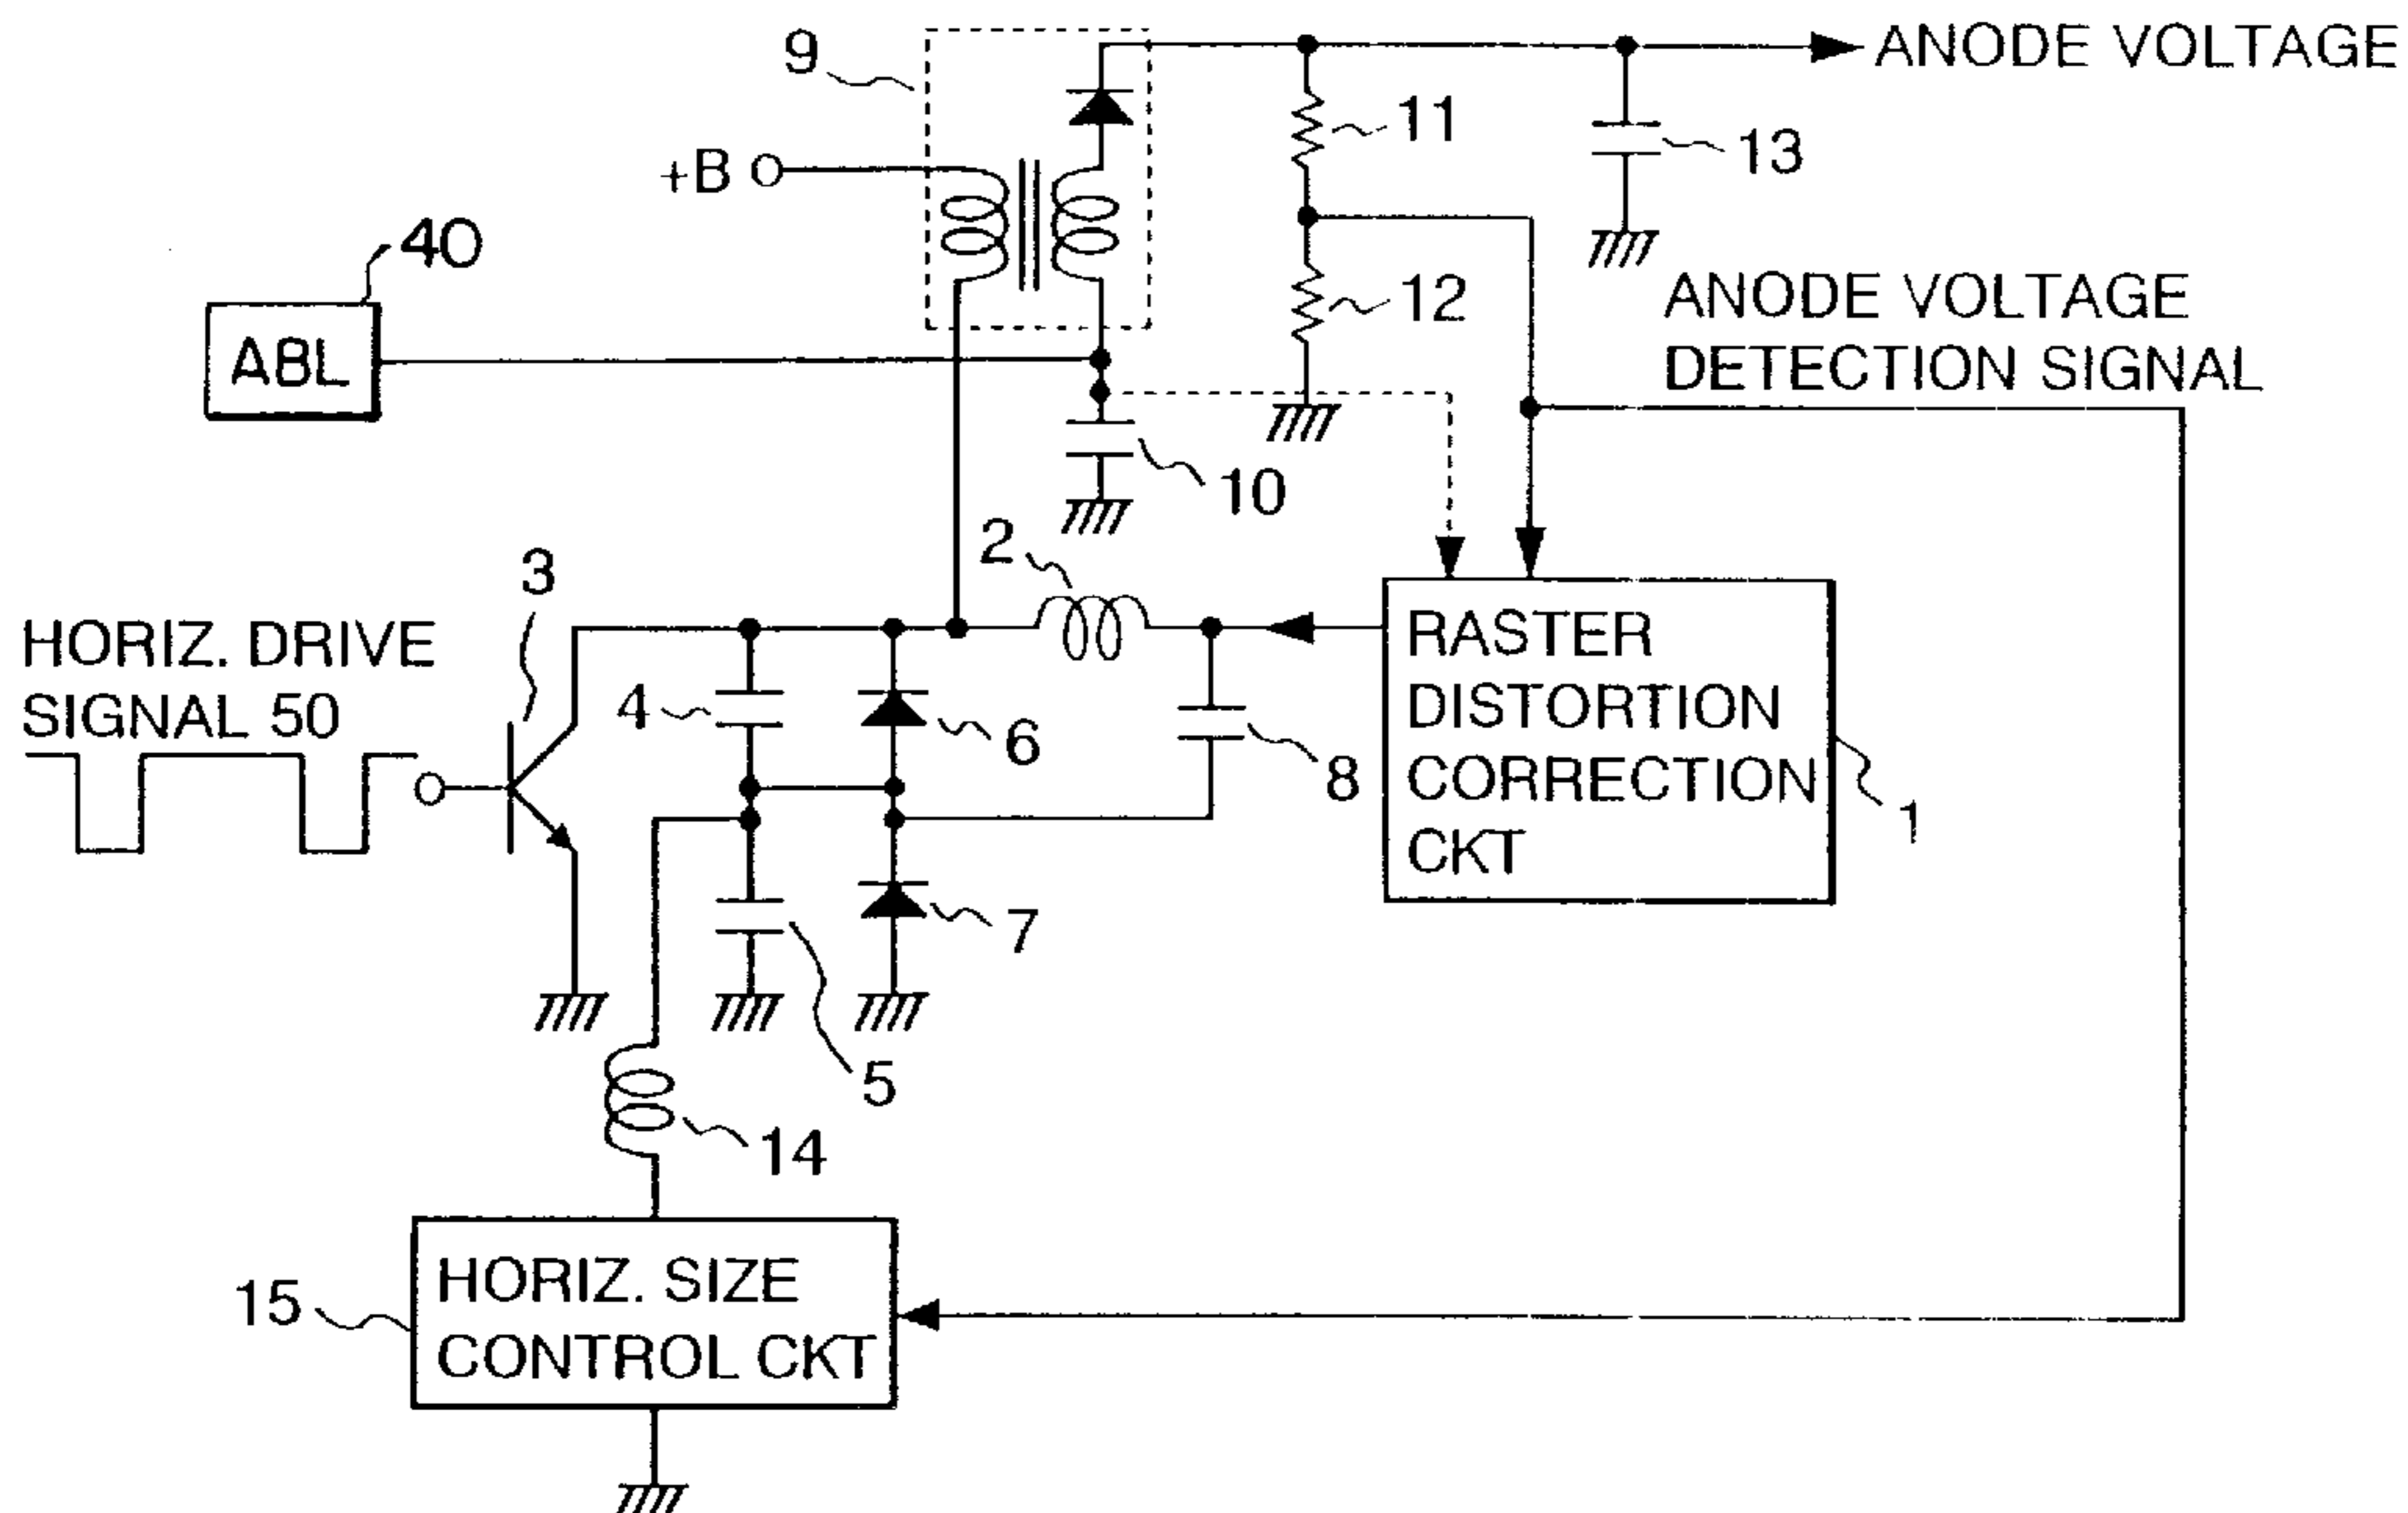 9
ANODE VOLTAGE
11
13
+B
40
12
ANODE VOLTAGE
DETECTION SIGNAL
ABL
10
2
3
HORIZ. DRIVE
SIGNAL 50
RASTER
DISTORTION
CORRECTION
CKT
4
6
8
1
7
5
14
15
HORIZ. SIZE
CONTROL CKT